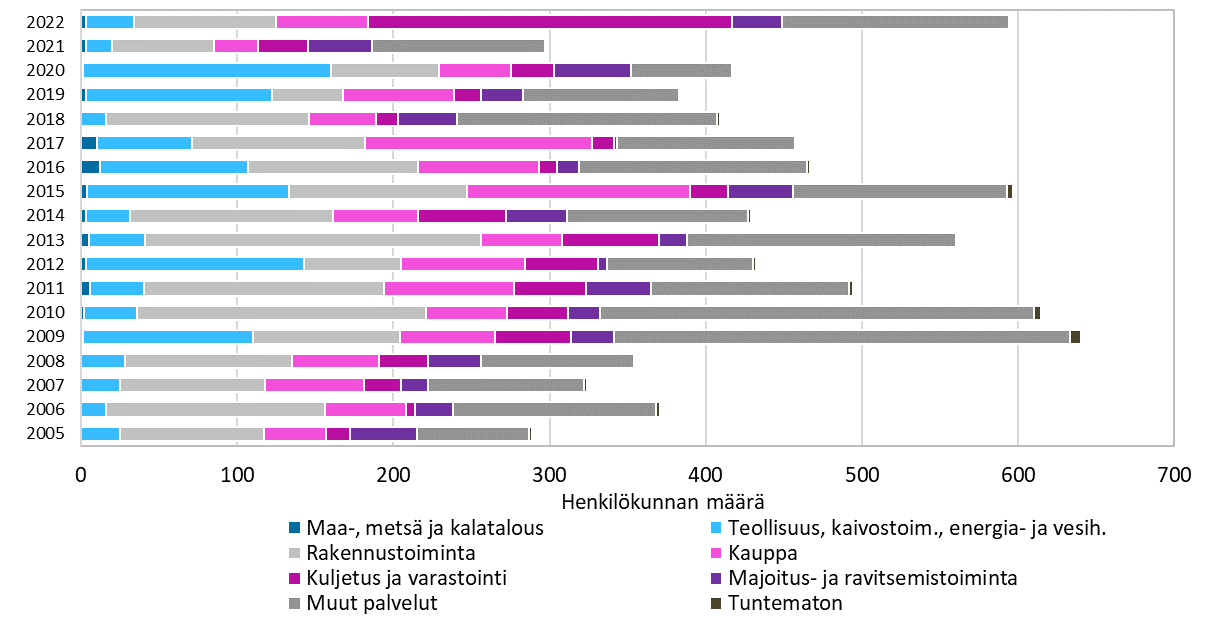 2022
2021
2020
2019
2018
2017
2016
2015
2014
2013
2012
2011
2010
2009
2008
2007
2006
2005
0 100 200 300 400 500 600 700
Henkilökunnan määrä
Maa-, metsä ja kalatalous
Teollisuus, kaivostoim., energia- ja vesih.
Rakennustoiminta
Kauppa
Kuljetus ja varastointi
Majoitus- ja ravitsemistoiminta
Muut palvelut
Tuntematon